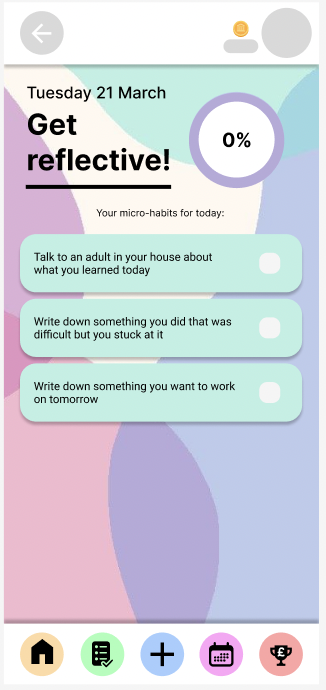 Tuesday 21 March
Get
reflective!
0%
Your micro-habits for today:
Talk to an adult in your house about
what you learned today
Write down something you did that was
difficult but you stuck at it
Write down something you want to work
on tomorrow
£